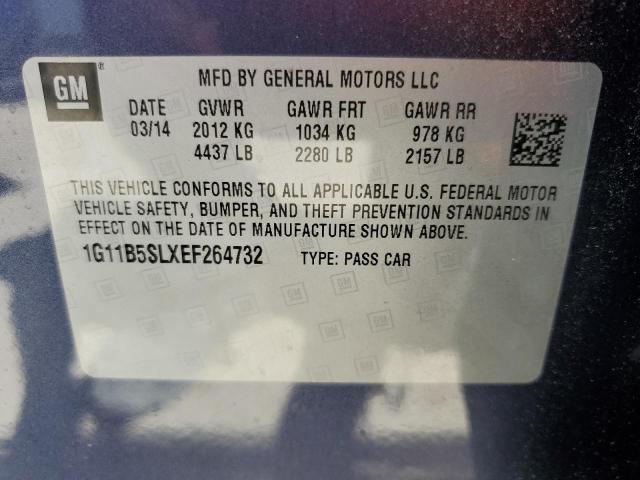 GM ®
MFD BY GENERAL MOTORS LLC
DATE GVWR GAWR FRT GAWR RR
03/14 2012 KG 1034 KG 978 KG
4437 LB 2280 LB 2157 LB
THIS VEHICLE CONFORMS TO ALL APPLICABLE U.S. FEDERAL MOTOR
VEHICLE SAFETY, BUMPER, AND THEFT PREVENTION STANDARDS IN
EFFECT ON THE DATE OF MANUFACTURE SHOWN ABOVE.
1G11B5SLXEF264732 TYPE: PASS CAR